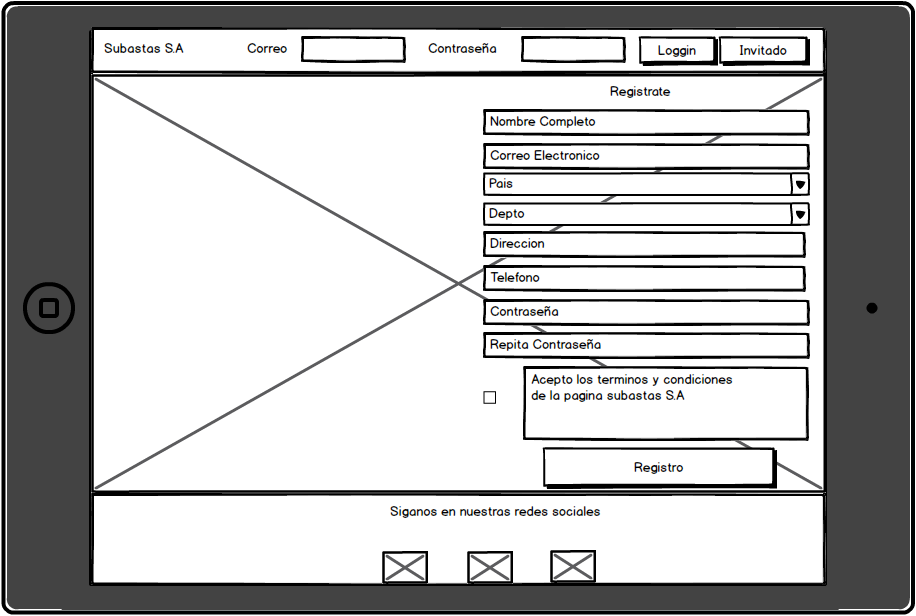 Subastas S.A Correo Contraseña Loggin Invitado
Registrate
Nombre Completo
Correo Electronico
Pais
Depto
Direccion
Telefono
Contraseña
Repita Contraseña
Acepto los terminos y condiciones
de la pagina subastas S.A
Registro
Siganos en nuestras redes sociales